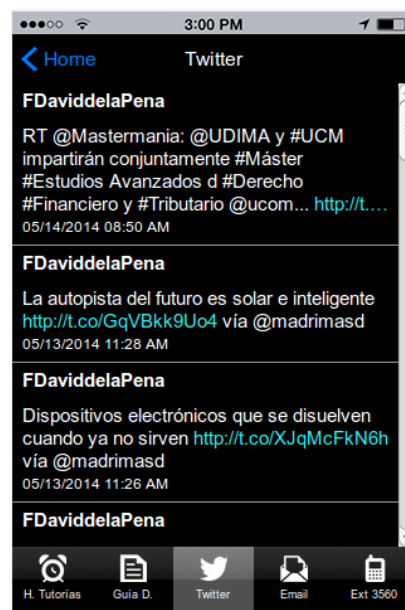 3:00 PM
Home
Twitter
FDaviddelaPena
RT @Mastermania: @UDIMA y #UCM
impartirán conjuntamente #Máster
#Estudios Avanzados d #Derecho
#Financiero y #Tributario @ucom... http://t....
05/14/2014 08:50 AM
FDaviddelaPena
La autopista del futuro es solar e inteligente
http://t.co/GqVBkk9Uo4 vía @madrimasd
05/13/2014 11:28 AM
FDaviddelaPena
Dispositivos electrónicos que se disuelven
cuando ya no sirven http://t.co/XJqMcFkN6h
vía @madrimasd
05/13/2014 11:26 AM
FDaviddelaPena
H. Tutorías Guía D. Twitter Email Ext 3560